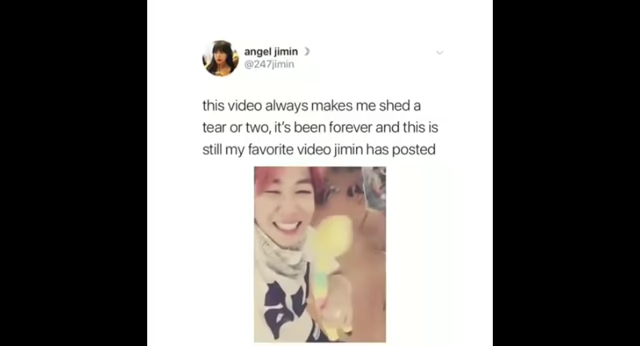 angel jimin ☽
@247jimin
this video always makes me shed a
tear or two, it's been forever and this is
still my favorite video jimin has posted